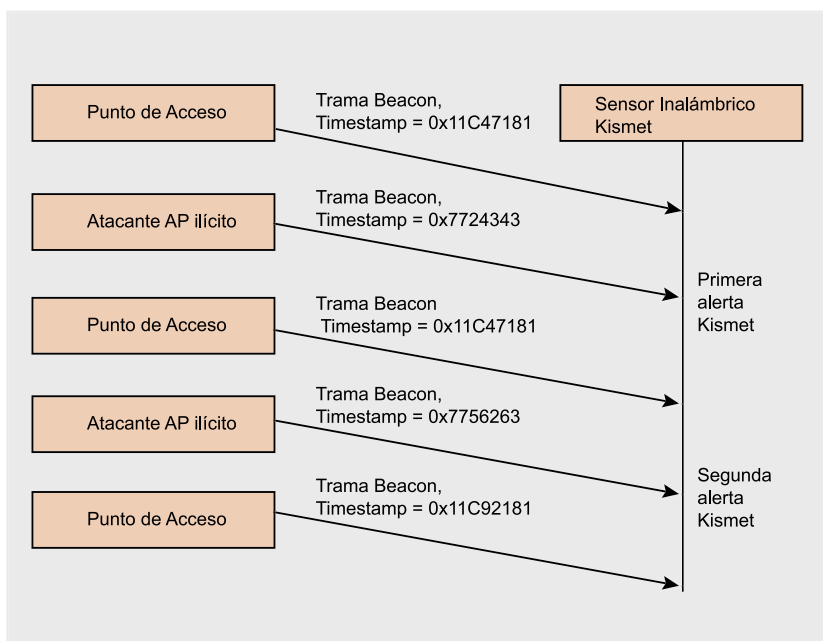 Punto de Acceso
Trama Beacon,
Timestamp = 0x11C47181
Sensor Inalámbrico
Kismet
Atacante AP ilícito
Trama Beacon,
Timestamp = 0x7724343
Primera
alerta
Kismet
Punto de Acceso
Trama Beacon
Timestamp = 0x11C47181
Atacante AP ilícito
Trama Beacon,
Timestamp = 0x7756263
Segunda
alerta
Kismet
Punto de Acceso
Trama Beacon,
Timestamp = 0x11C92181